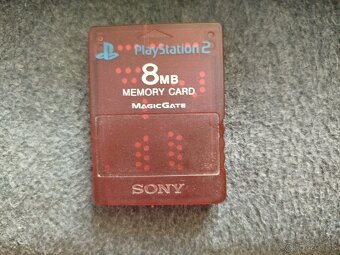 PlayStation 2
8MB
MEMORY CARD
MAGICGATE
SONY